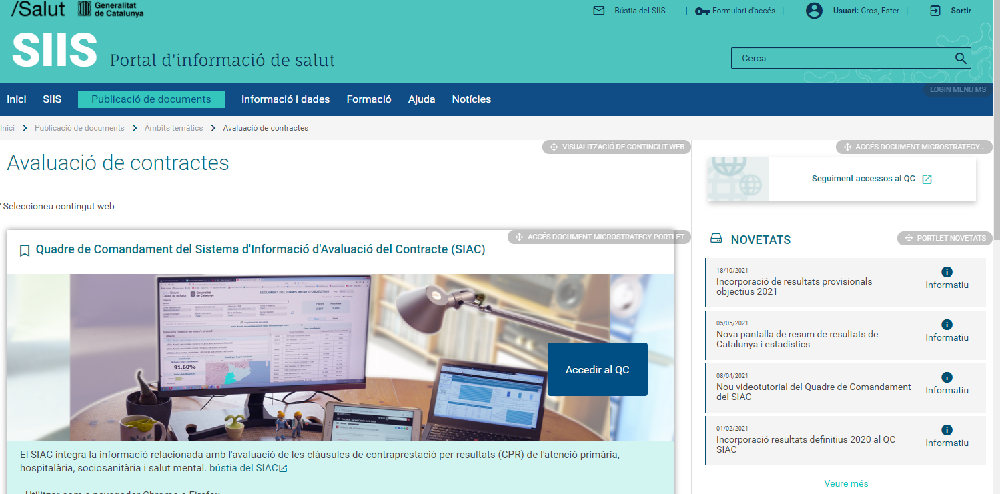 /Salut Generalitat de Catalunya
Bústia del SIIS | Formulari d'accés | Usuari: Cros, Ester | Sortir
SIIS Portal d'informació de salut
Cerca
LOGIN MENU MS
Inici SIIS Publicació de documents Informació i dades Formació Ajuda Notícies
Inici > Publicació de documents > Àmbits temàtics > Avaluació de contractes
VISUALITZACIÓ DE CONTINGUT WEB
Avaluació de contractes
Seleccioneu contingut web
ACCÉS DOCUMENT MICROSTRATEGY PORTLET
Quadre de Comandament del Sistema d'Informació d'Avaluació del Contracte (SIAC)
SEGUIMENT DEL COMPLIMENT D'OBJECTIUS
Generalitat de Catalunya
91,60%
Accedir al QC
El SIAC integra la informació relacionada amb l'avaluació de les clàusules de contraprestació per resultats (CPR) de l'atenció primària,
hospitalària, sociosanitària i salut mental. bústia del SIAC
- Utilitzar com a navegador Chrome o Firefox
ACCÉS DOCUMENT MICROSTRATEGY...
Seguiment accessos al QC
NOVETATS
PORTLET NOVETATS
18/10/2021
Incorporació de resultats provisionals
objectius 2021
Informatiu
05/05/2021
Nova pantalla de resum de resultats de
Catalunya i estadístics
Informatiu
08/04/2021
Nou videotutorial del Quadre de Comandament
del SIAC
Informatiu
01/02/2021
Incorporació resultats definitius 2020 al QC
SIAC
Informatiu
Veure més